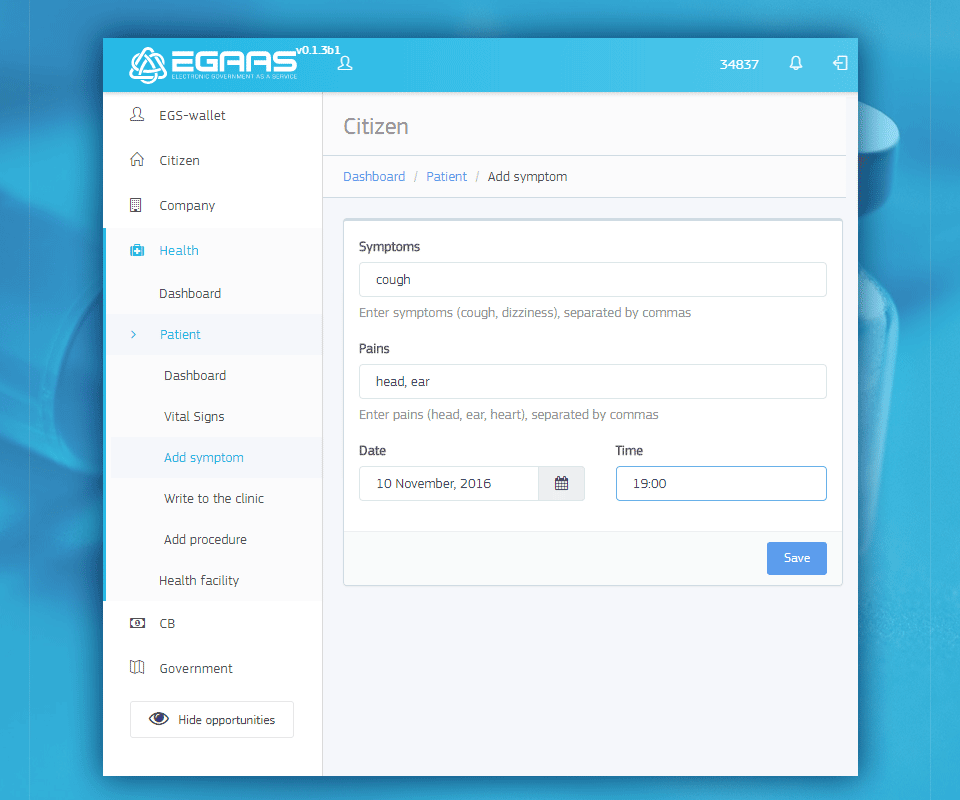 EGAAS v0.1.3b1
ELECTRONIC GOVERNMENT AS A SERVICE
34837
EGS-wallet
Citizen
Company
Health
Dashboard
Patient
Dashboard
Vital Signs
Add symptom
Write to the clinic
Add procedure
Health facility
CB
Government
Hide opportunities
Citizen
Dashboard / Patient / Add symptom
Symptoms
cough
Enter symptoms (cough, dizziness), separated by commas
Pains
head, ear
Enter pains (head, ear, heart), separated by commas
Date Time
10 November, 2016 19:00
Save